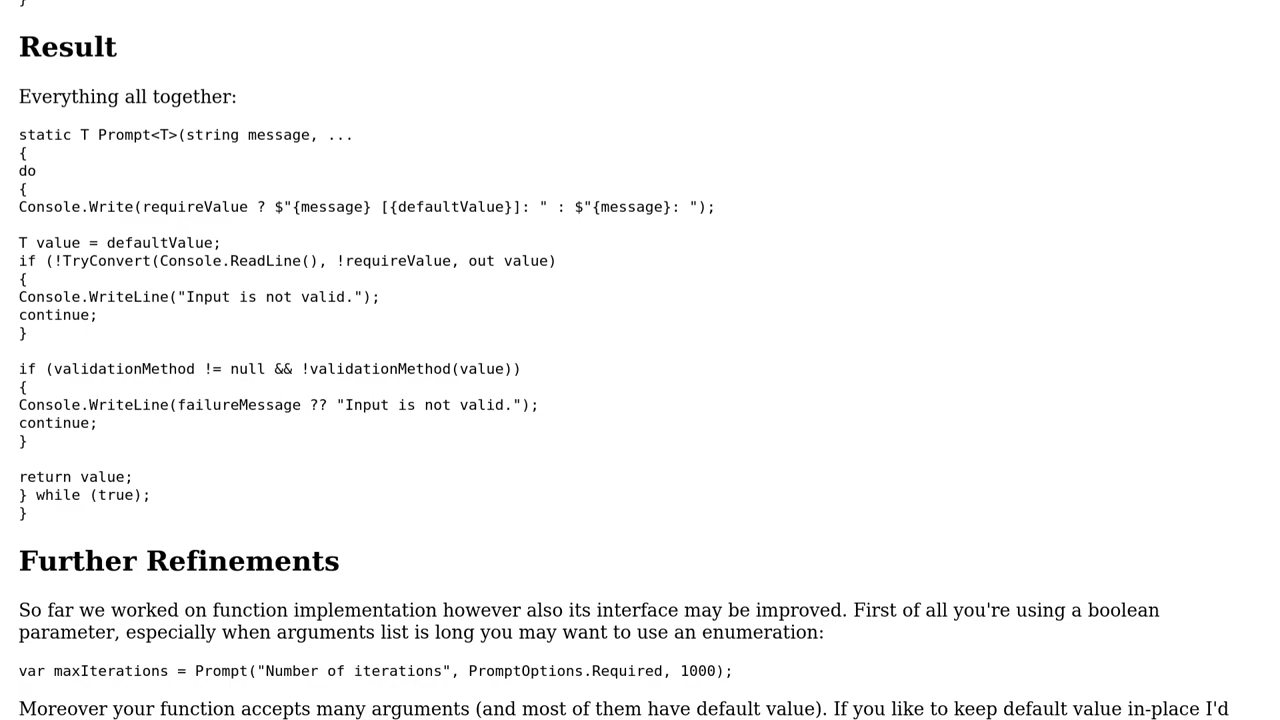 }
Result
Everything all together:
static T Prompt<T>(string message, ...
{
do
{
Console.Write(requireValue ? $"{message} [{defaultValue}]: " : $"{message}: ");
T value = defaultValue;
if (!TryConvert(Console.ReadLine(), !requireValue, out value)
{
Console.WriteLine("Input is not valid.");
continue;
}
if (validationMethod != null && !validationMethod(value))
{
Console.WriteLine(failureMessage ?? "Input is not valid.");
continue;
}
return value;
} while (true);
}
Further Refinements
So far we worked on function implementation however also its interface may be improved. First of all you're using a boolean
parameter, especially when arguments list is long you may want to use an enumeration:
var maxIterations = Prompt("Number of iterations", PromptOptions.Required, 1000);
Moreover your function accepts many arguments (and most of them have default value). If you like to keep default value in-place I'd